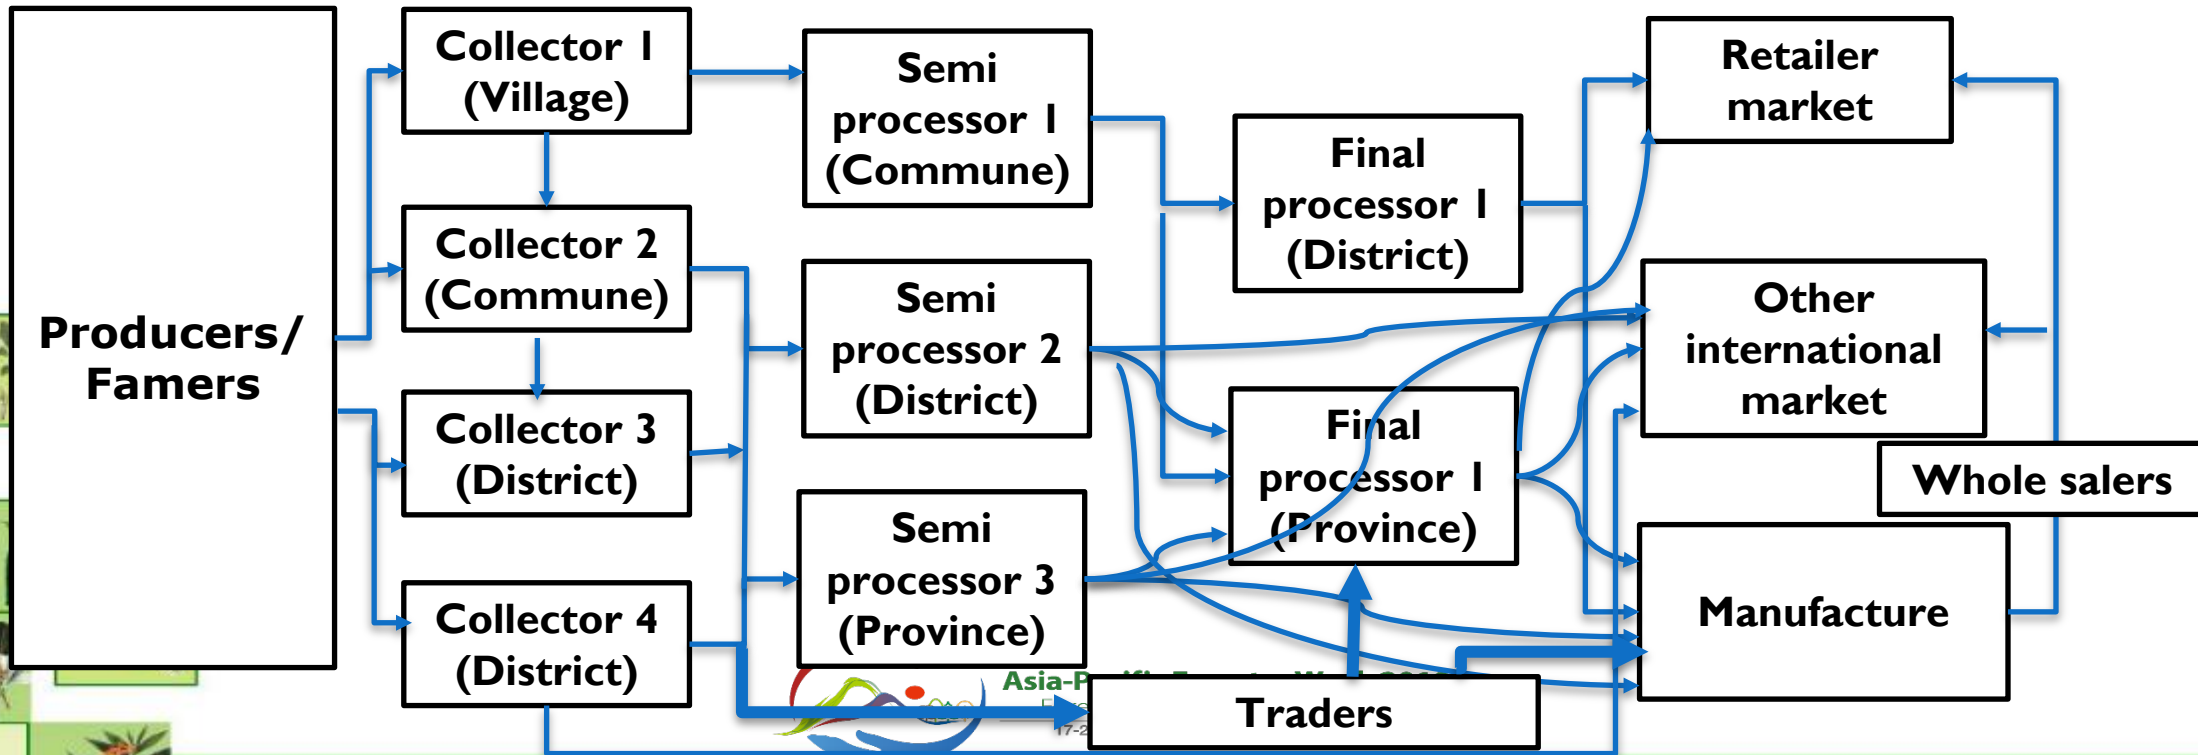 Producers/
Famers
Collector 1
(Village)
Collector 2
(Commune)
Collector 3
(District)
Collector 4
(District)
Semi
processor 1
(Commune)
Semi
processor 2
(District)
Semi
processor 3
(Province)
Final
processor 1
(District)
Final
processor 1
(Province)
Traders
Retailer
market
Other
international
market
Whole salers
Manufacture